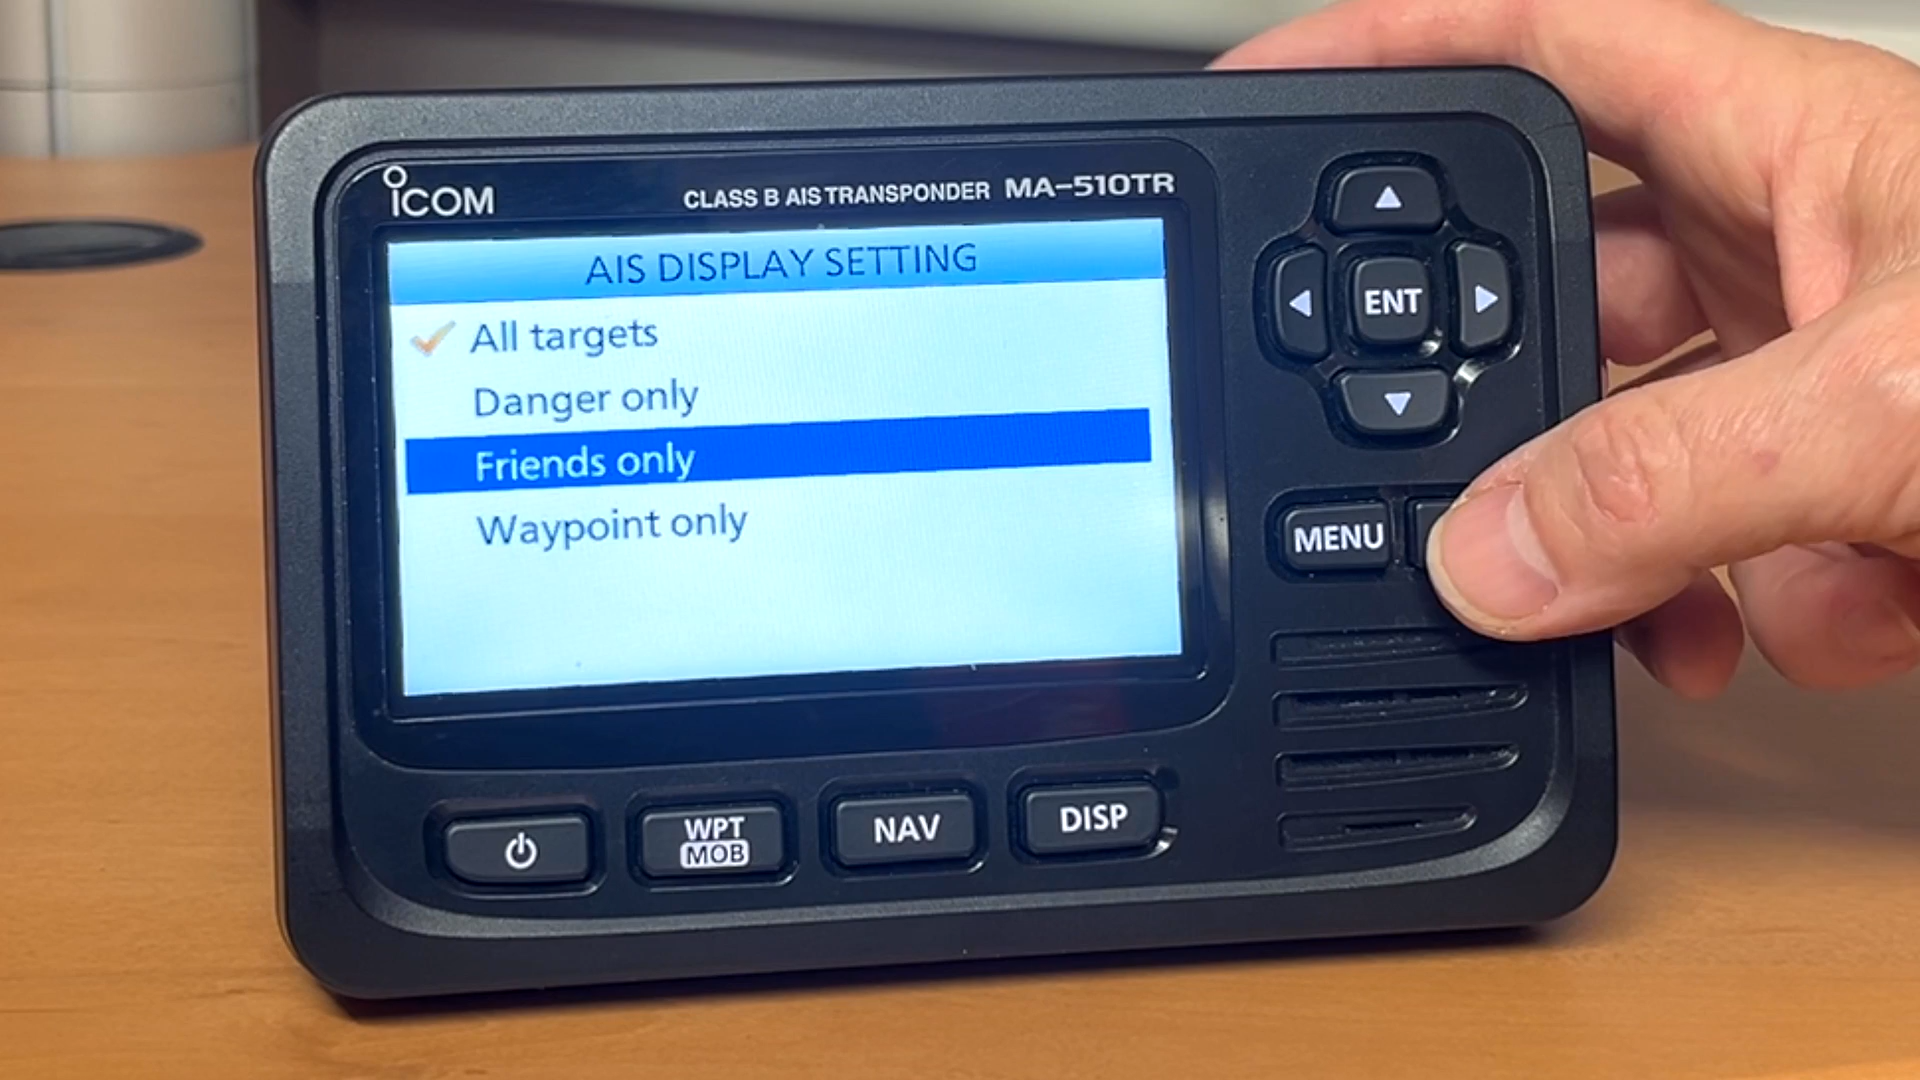 ICOM
CLASS B AIS TRANSPONDER MA-510TR
AIS DISPLAY SETTING
All targets
Danger only
Friends only
Waypoint only
ENT
MENU
WPT
MOB
NAV
DISP